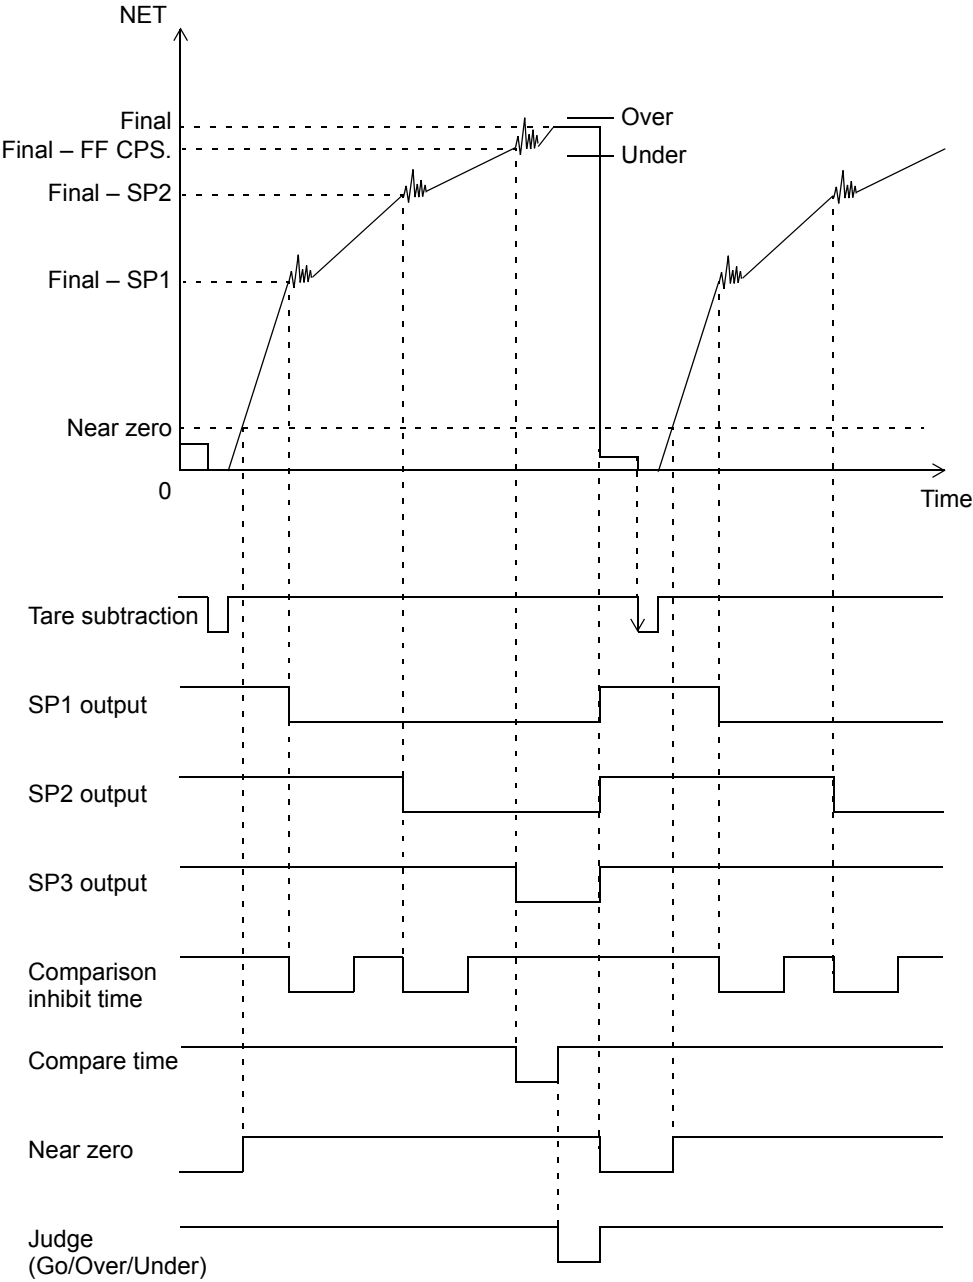 NET
Final
Over
Final – FF CPS.
Under
Final – SP2
Final – SP1
Near zero
0
Time
Tare subtraction
SP1 output
SP2 output
SP3 output
Comparison
inhibit time
Compare time
Near zero
Judge
(Go/Over/Under)